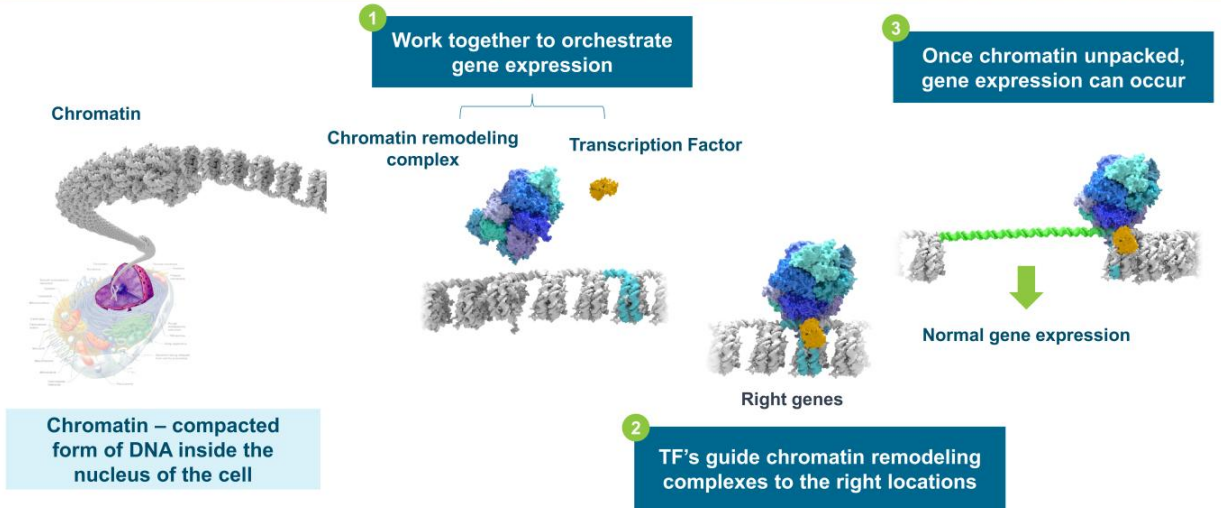 1
Work together to orchestrate
gene expression
3
Once chromatin unpacked,
gene expression can occur
Chromatin
Chromatin remodeling
complex
Transcription Factor
Normal gene expression
Right genes
Chromatin – compacted
form of DNA inside the
nucleus of the cell
2
TF's guide chromatin remodeling
complexes to the right locations